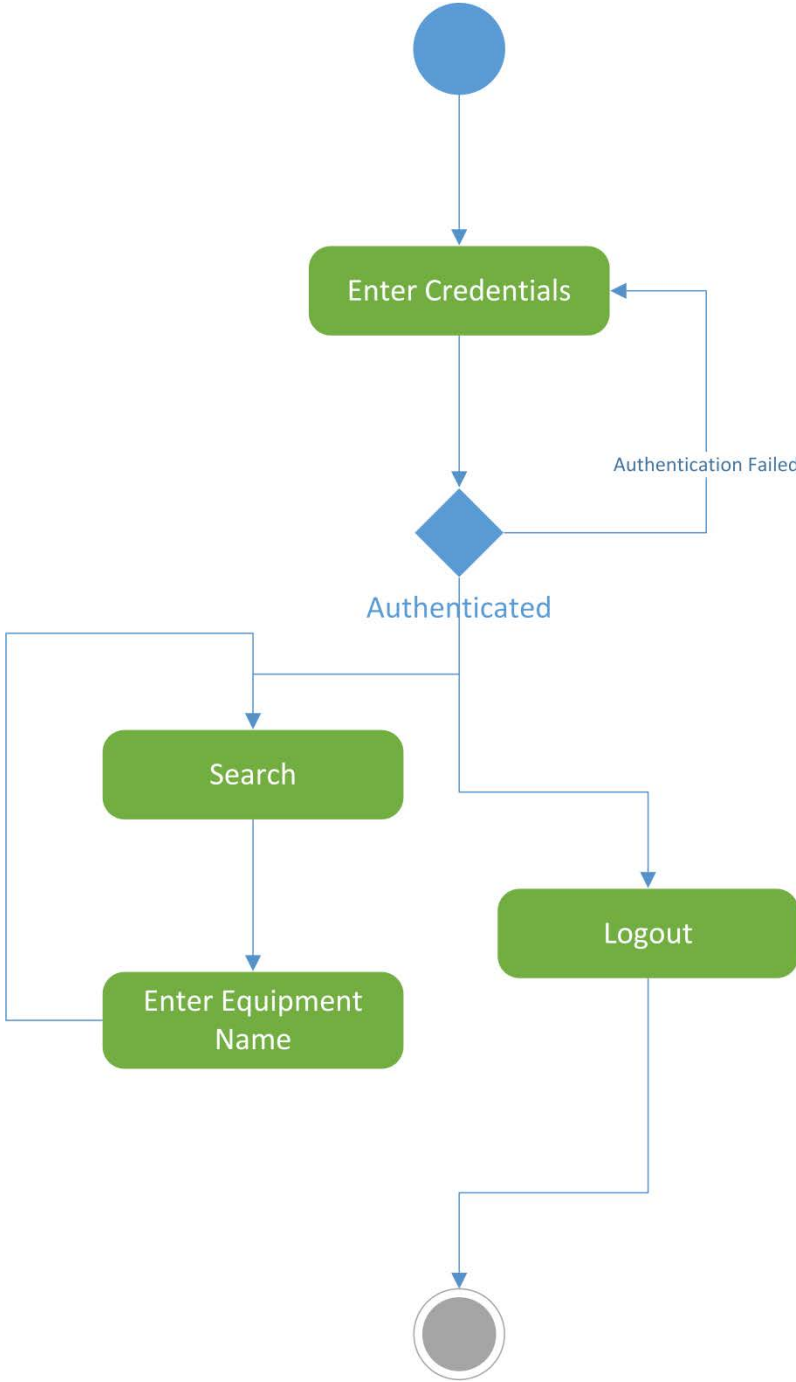 Enter Credentials
Authentication Failed
Authenticated
Search
Logout
Enter Equipment
Name